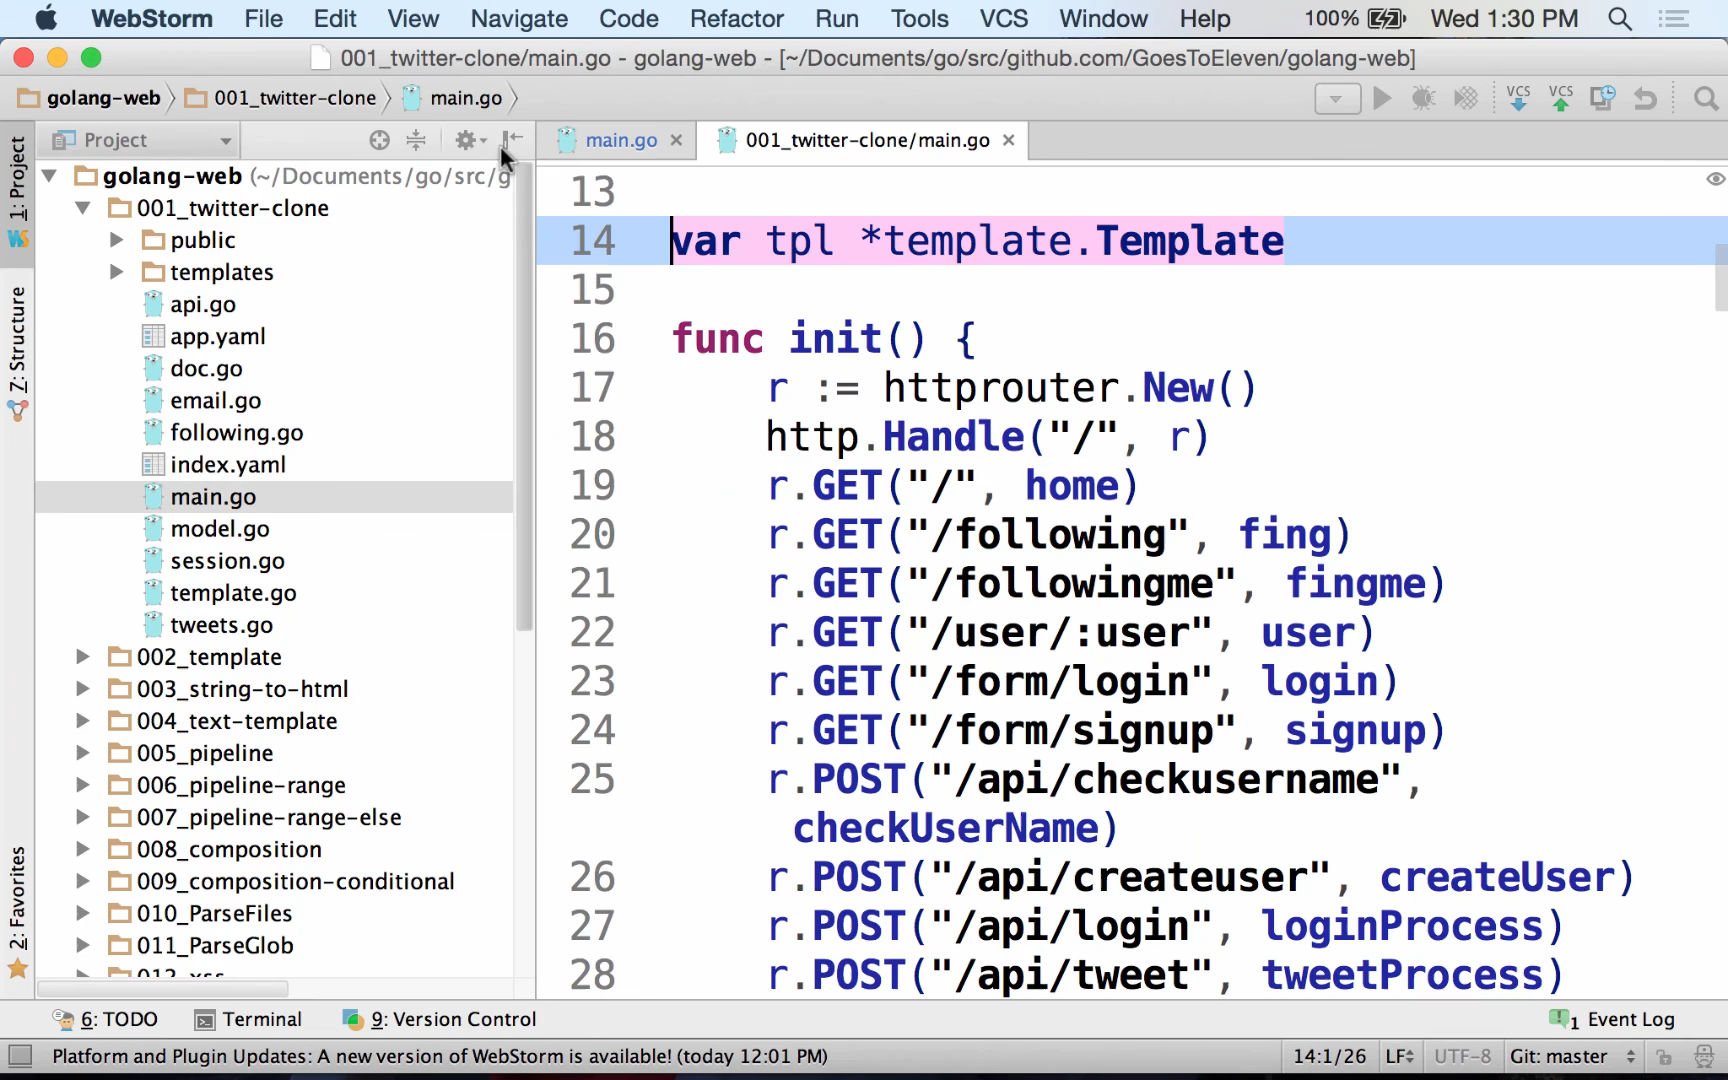 WebStorm File Edit View Navigate Code Refactor Run Tools VCS Window Help 100% Wed 1:30 PM
001_twitter-clone/main.go - golang-web - [~/Documents/go/src/github.com/GoesToEleven/golang-web]
golang-web 001_twitter-clone main.go VCS VCS
Project
main.go 001_twitter-clone/main.go
1: Project
7: Structure
2: Favorites
golang-web (~/Documents/go/src/g
001_twitter-clone
public
templates
api.go
app.yaml
doc.go
email.go
following.go
index.yaml
main.go
model.go
session.go
template.go
tweets.go
002_template
003_string-to-html
004_text-template
005_pipeline
006_pipeline-range
007_pipeline-range-else
008_composition
009_composition-conditional
010_ParseFiles
011_ParseGlob
012_xss
13
14 var tpl *template.Template
15
16 func init() {
17 r := httprouter.New()
18 http.Handle("/", r)
19 r.GET("/", home)
20 r.GET("/following", fing)
21 r.GET("/followingme", fingme)
22 r.GET("/user/:user", user)
23 r.GET("/form/login", login)
24 r.GET("/form/signup", signup)
25 r.POST("/api/checkusername",
checkUserName)
26 r.POST("/api/createuser", createUser)
27 r.POST("/api/login", loginProcess)
28 r.POST("/api/tweet", tweetProcess)
6: TODO Terminal 9: Version Control 1 Event Log
Platform and Plugin Updates: A new version of WebStorm is available! (today 12:01 PM) 14:1/26 LF UTF-8 Git: master